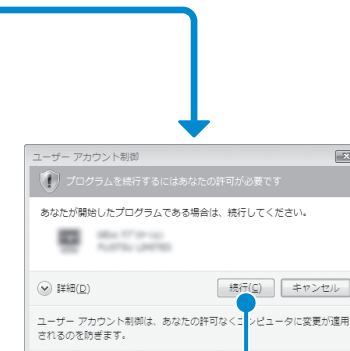 ユーザー アカウント制御
プログラムを続行するにはあなたの許可が必要です
あなたが開始したプログラムである場合は、続行してください。
FUJITSU LIMITED
詳細(D)
続行(C)
キャンセル
ユーザー アカウント制御は、あなたの許可なくコンピュータに変更が適用
されるのを防ぎます。